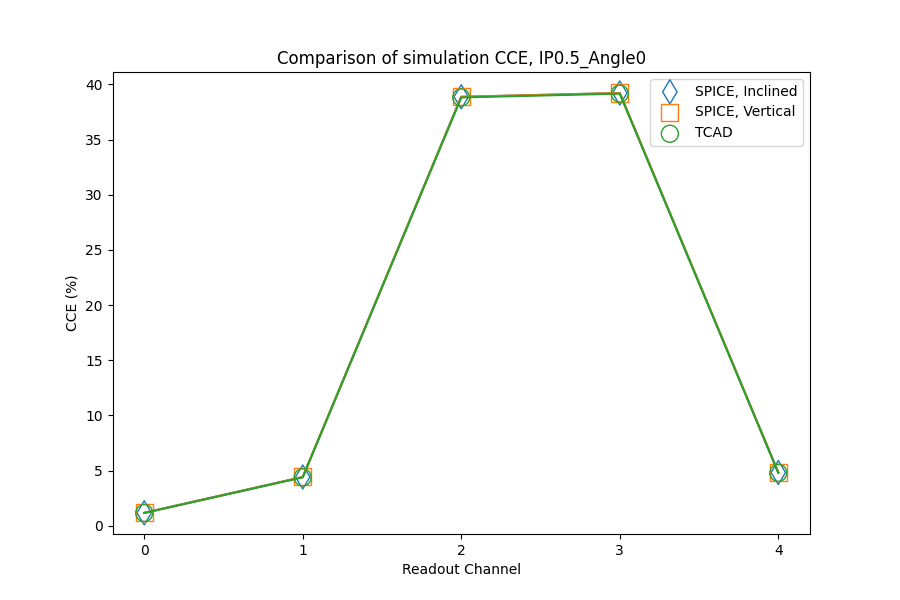 Comparison of simulation CCE, IP0.5_Angle0
SPICE, Inclined
SPICE, Vertical
TCAD
40
35
30
25
20
15
10
5
0
CCE (%)
0 1 2 3 4
Readout Channel